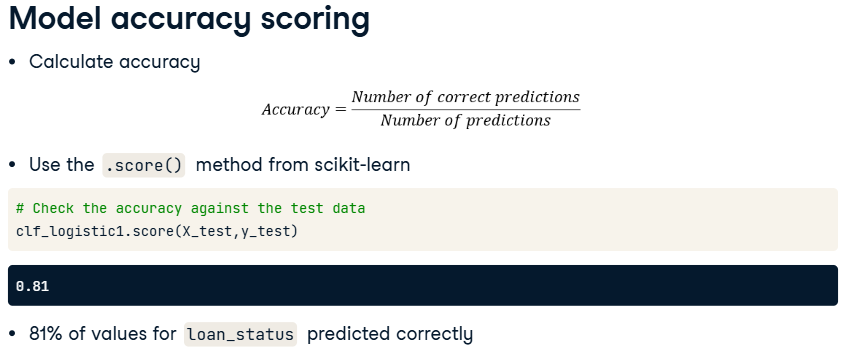 Model accuracy scoring
• Calculate accuracy
Accuracy = Number of correct predictions / Number of predictions
• Use the .score() method from scikit-learn
# Check the accuracy against the test data
clf_logistic1.score(X_test,y_test)
0.81
• 81% of values for loan_status predicted correctly